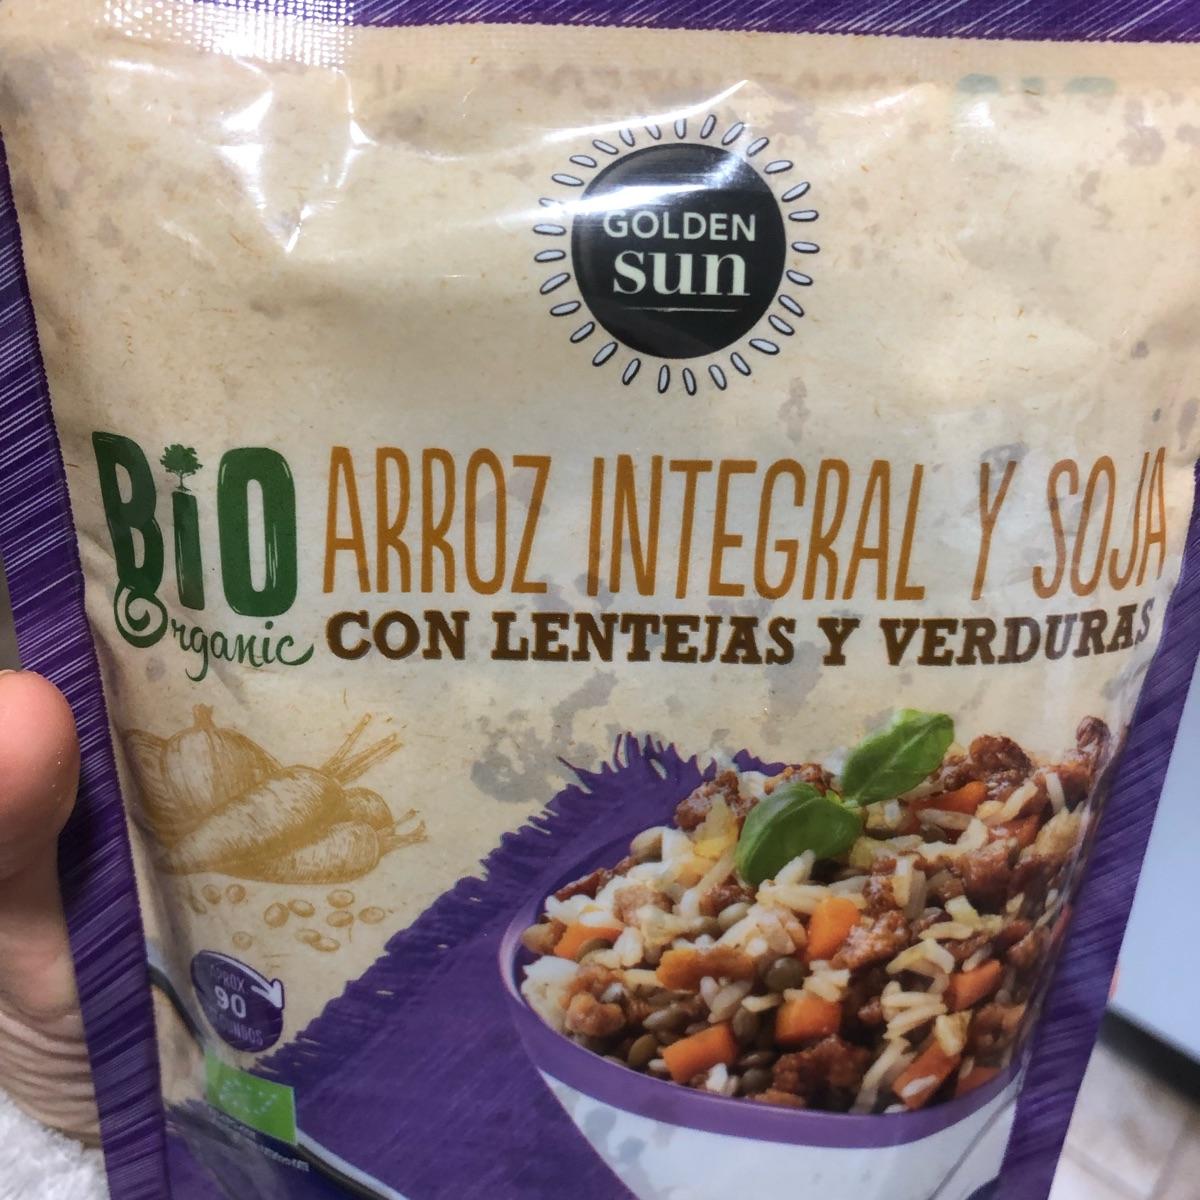 GOLDEN
sun
BiO
Organic
ARROZ INTEGRAL Y SOJA
CON LENTEJAS Y VERDURAS
APROX
90
SEGUNDOS